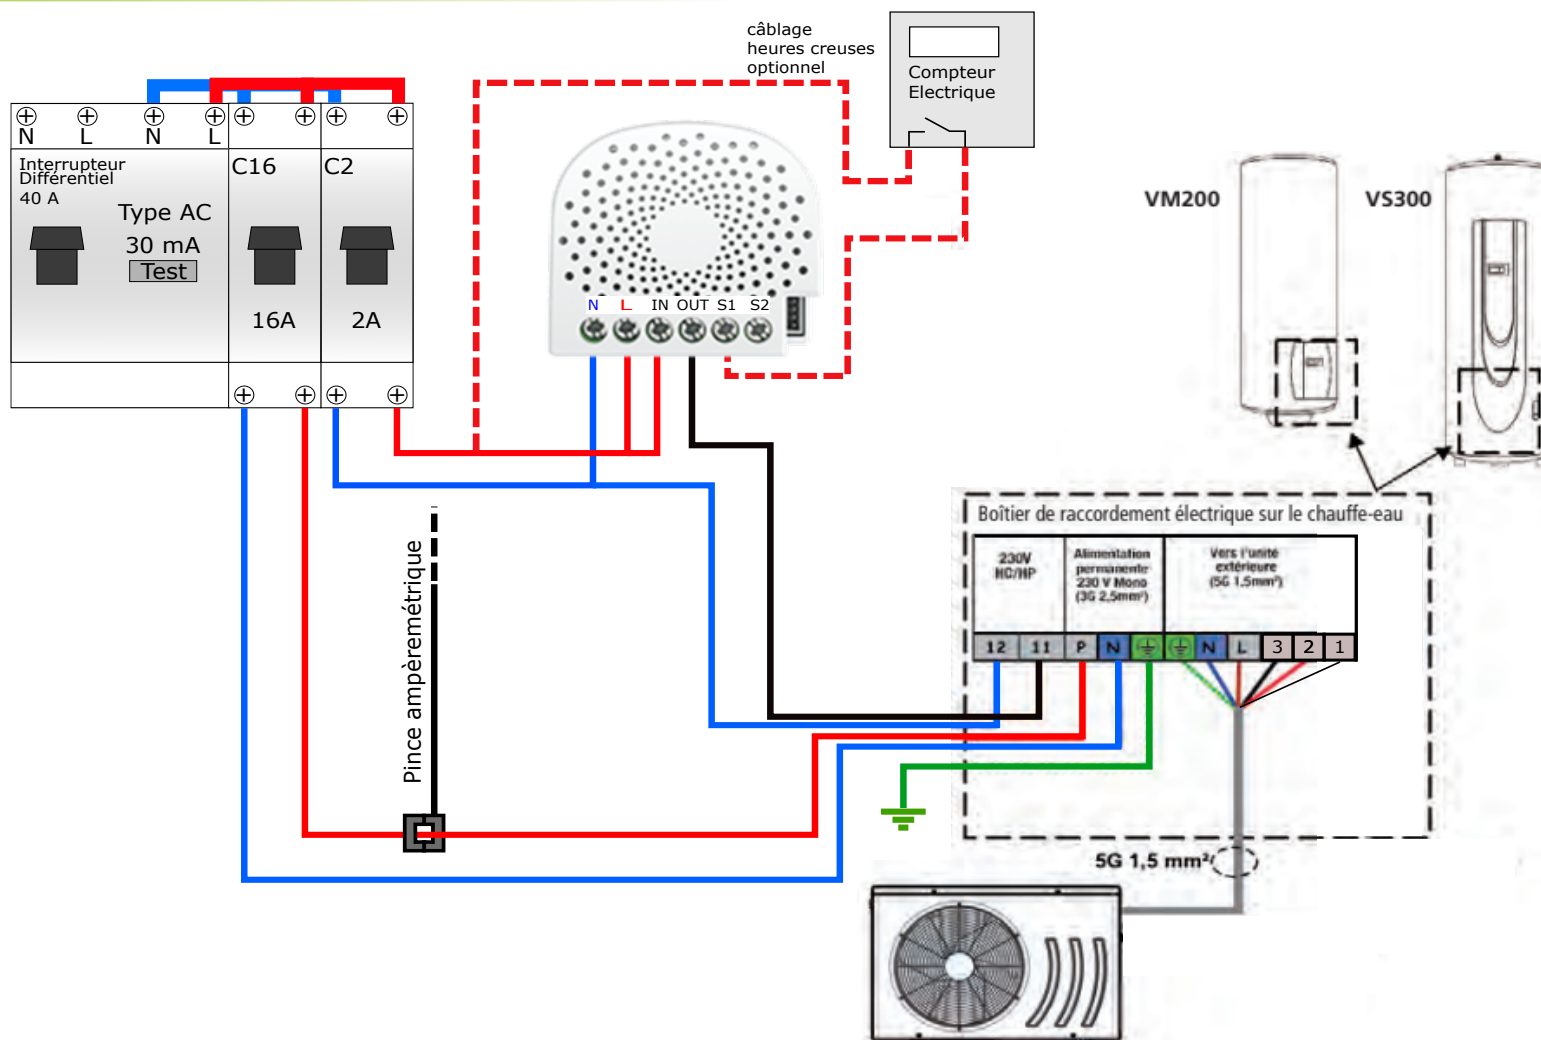 câblage
heures creuses
optionnel
Compteur
Electrique
N L N L
Interrupteur
Différentiel
40 A
Type AC
30 mA
Test
C16
16A
C2
2A
N L IN OUT S1 S2
VM200
VS300
Pince ampèremétrique
Boîtier de raccordement électrique sur le chauffe-eau
230V
HC/HP
Alimentation
permanente
230 V Mono
(3G 2,5mm²)
Vers l'unité
extérieure
(5G 1,5mm²)
12 11 P N N L 3 2 1
5G 1,5 mm²